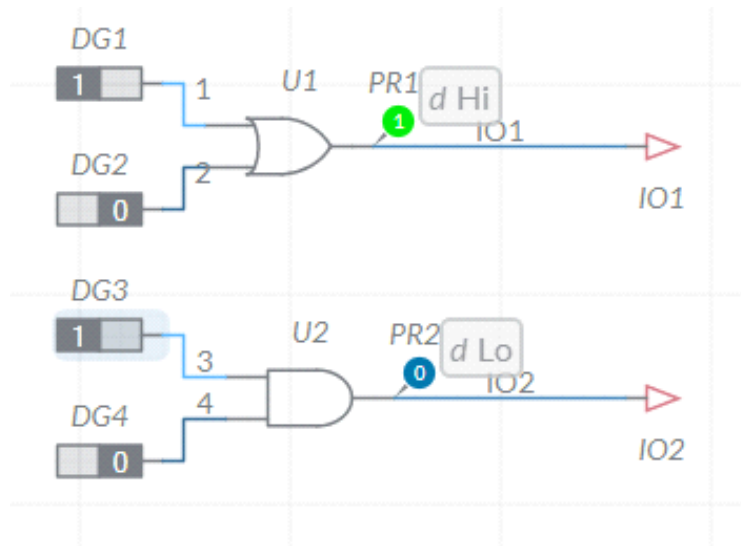 DG1
1
1
U1
PR1
d Hi
1
IO1
DG2
2
0
IO1
DG3
1
U2
PR2
d Lo
3
0
IO2
DG4
4
0
IO2